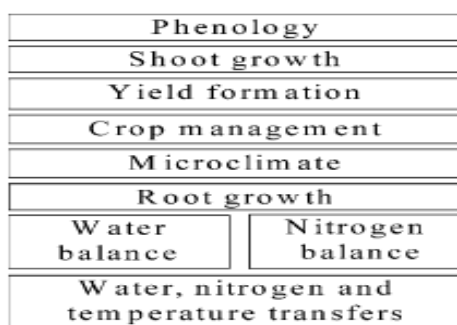 Phenology
Shoot growth
Yield formation
Crop management
Microclimate
Root growth
Water
balance
Nitrogen
balance
Water, nitrogen and
temperature transfers